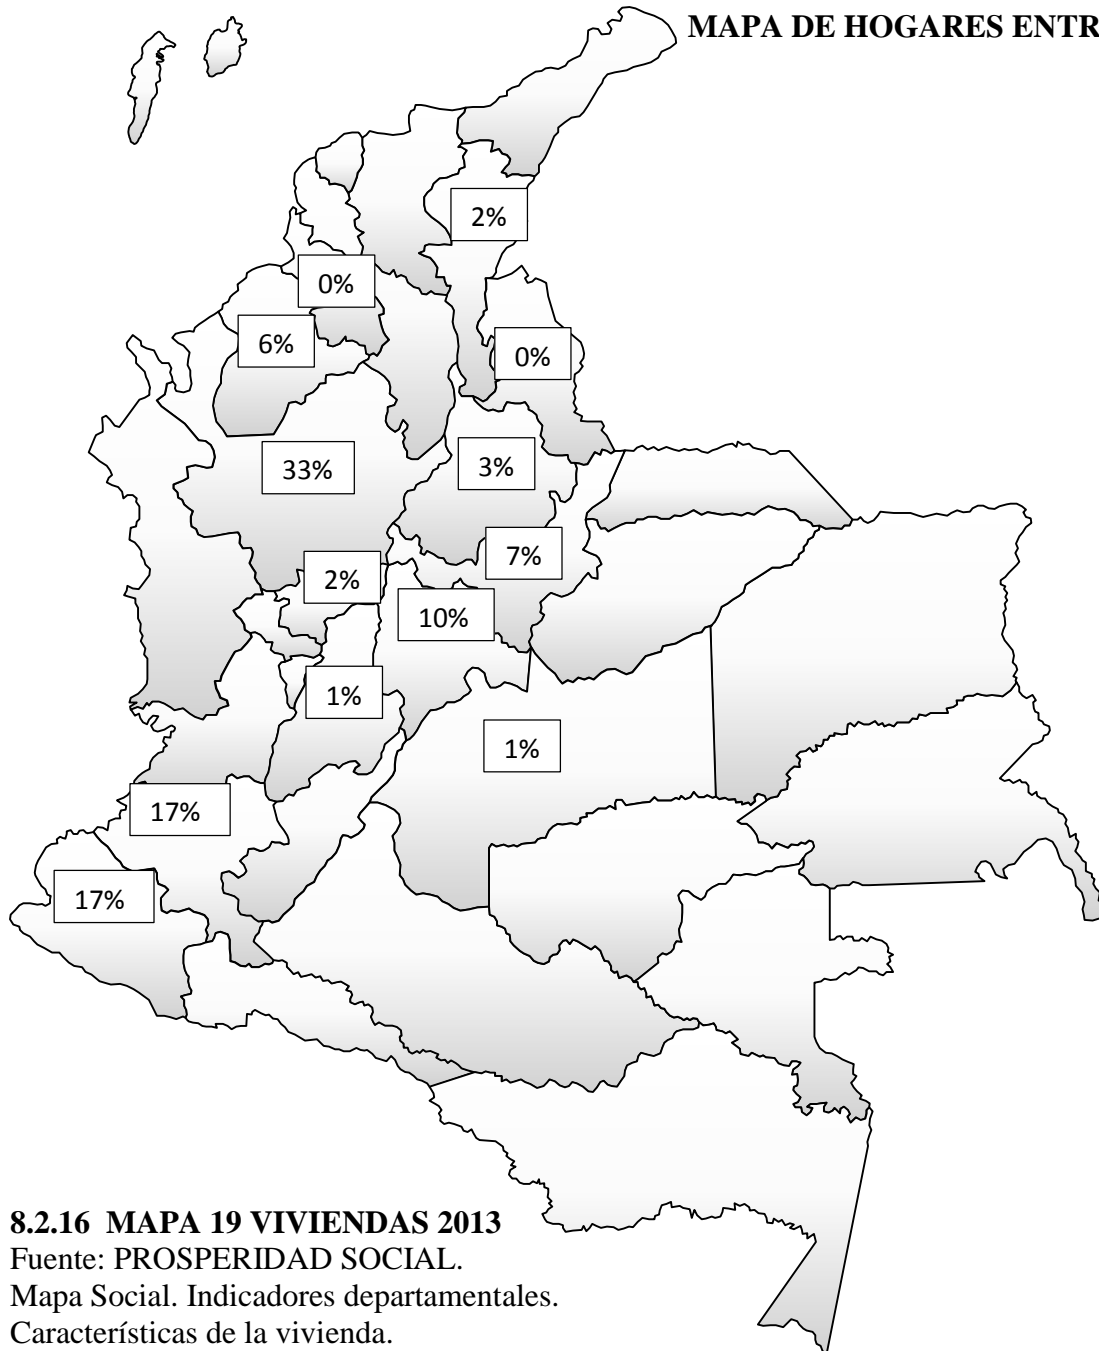 MAPA DE HOGARES ENTR
2%
0%
6%
0%
33%
3%
7%
2%
10%
1%
1%
17%
17%
8.2.16 MAPA 19 VIVIENDAS 2013
Fuente: PROSPERIDAD SOCIAL.
Mapa Social. Indicadores departamentales.
Características de la vivienda.